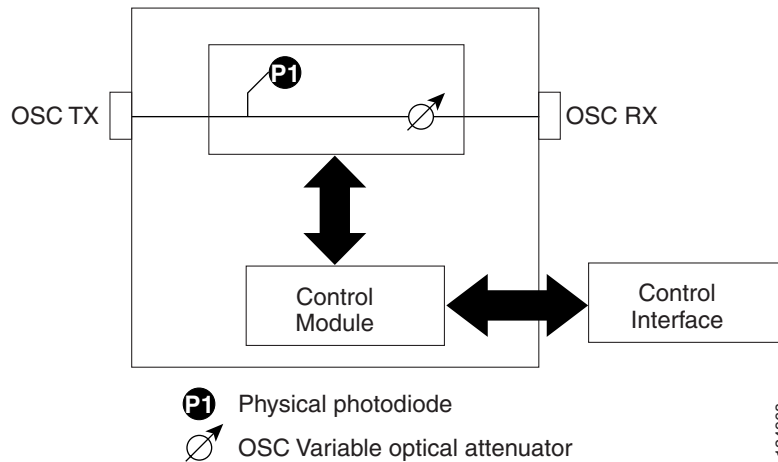 P1
OSC TX
OSC RX
Control
Module
Control
Interface
P1 Physical photodiode
OSC Variable optical attenuator